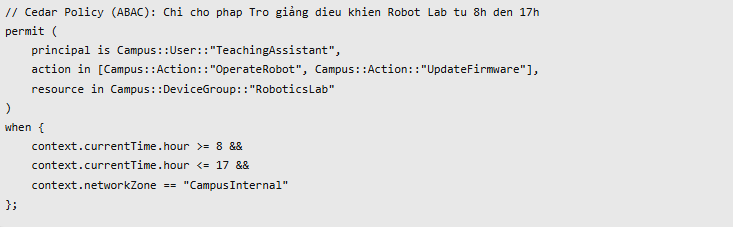 // Cedar Policy (ABAC): Chi cho phap Tro giảng dieu khien Robot Lab tu 8h den 17h
permit (
    principal is Campus::User::"TeachingAssistant",
    action in [Campus::Action::"OperateRobot", Campus::Action::"UpdateFirmware"],
    resource in Campus::DeviceGroup::"RoboticsLab"
)
when {
    context.currentTime.hour >= 8 &&
    context.currentTime.hour <= 17 &&
    context.networkZone == "CampusInternal"
};